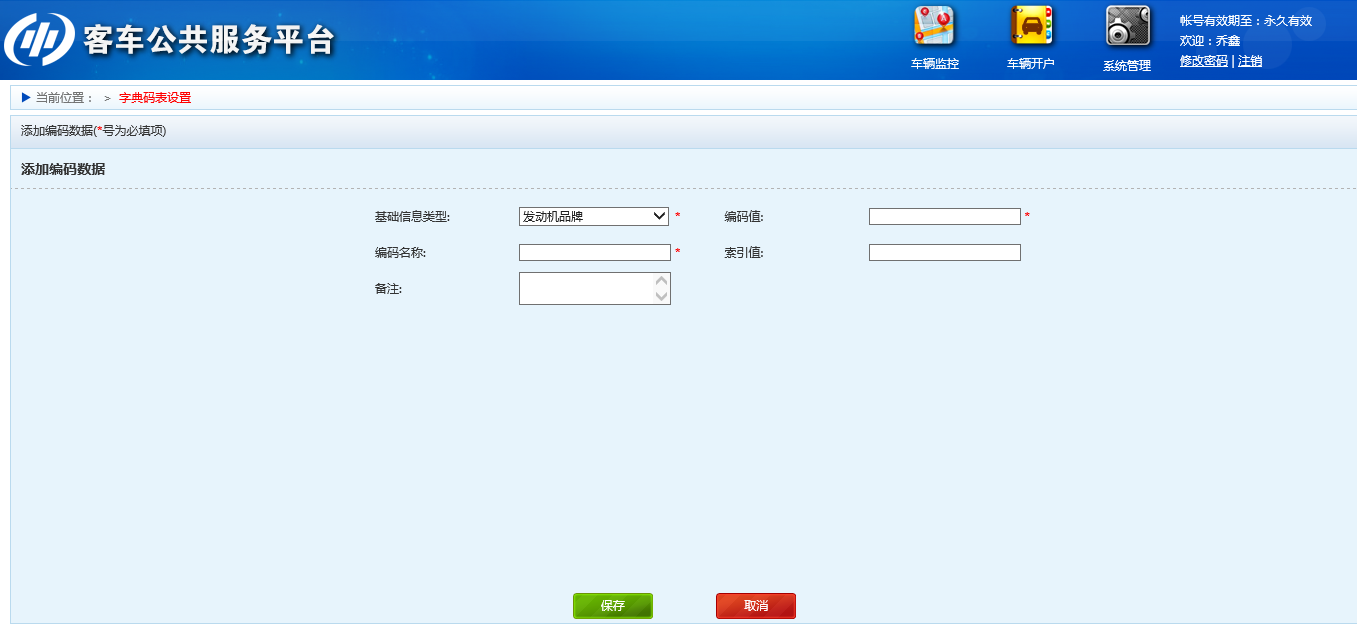 客车公共服务平台
车辆监控
车辆开户
系统管理
帐号有效期至：永久有效
欢迎：乔鑫
修改密码 | 注销
当前位置： > 字典码表设置
添加编码数据(*号为必填项)
添加编码数据
基础信息类型: 发动机品牌 * 编码值: *
编码名称: * 索引值:
备注:
保存 取消